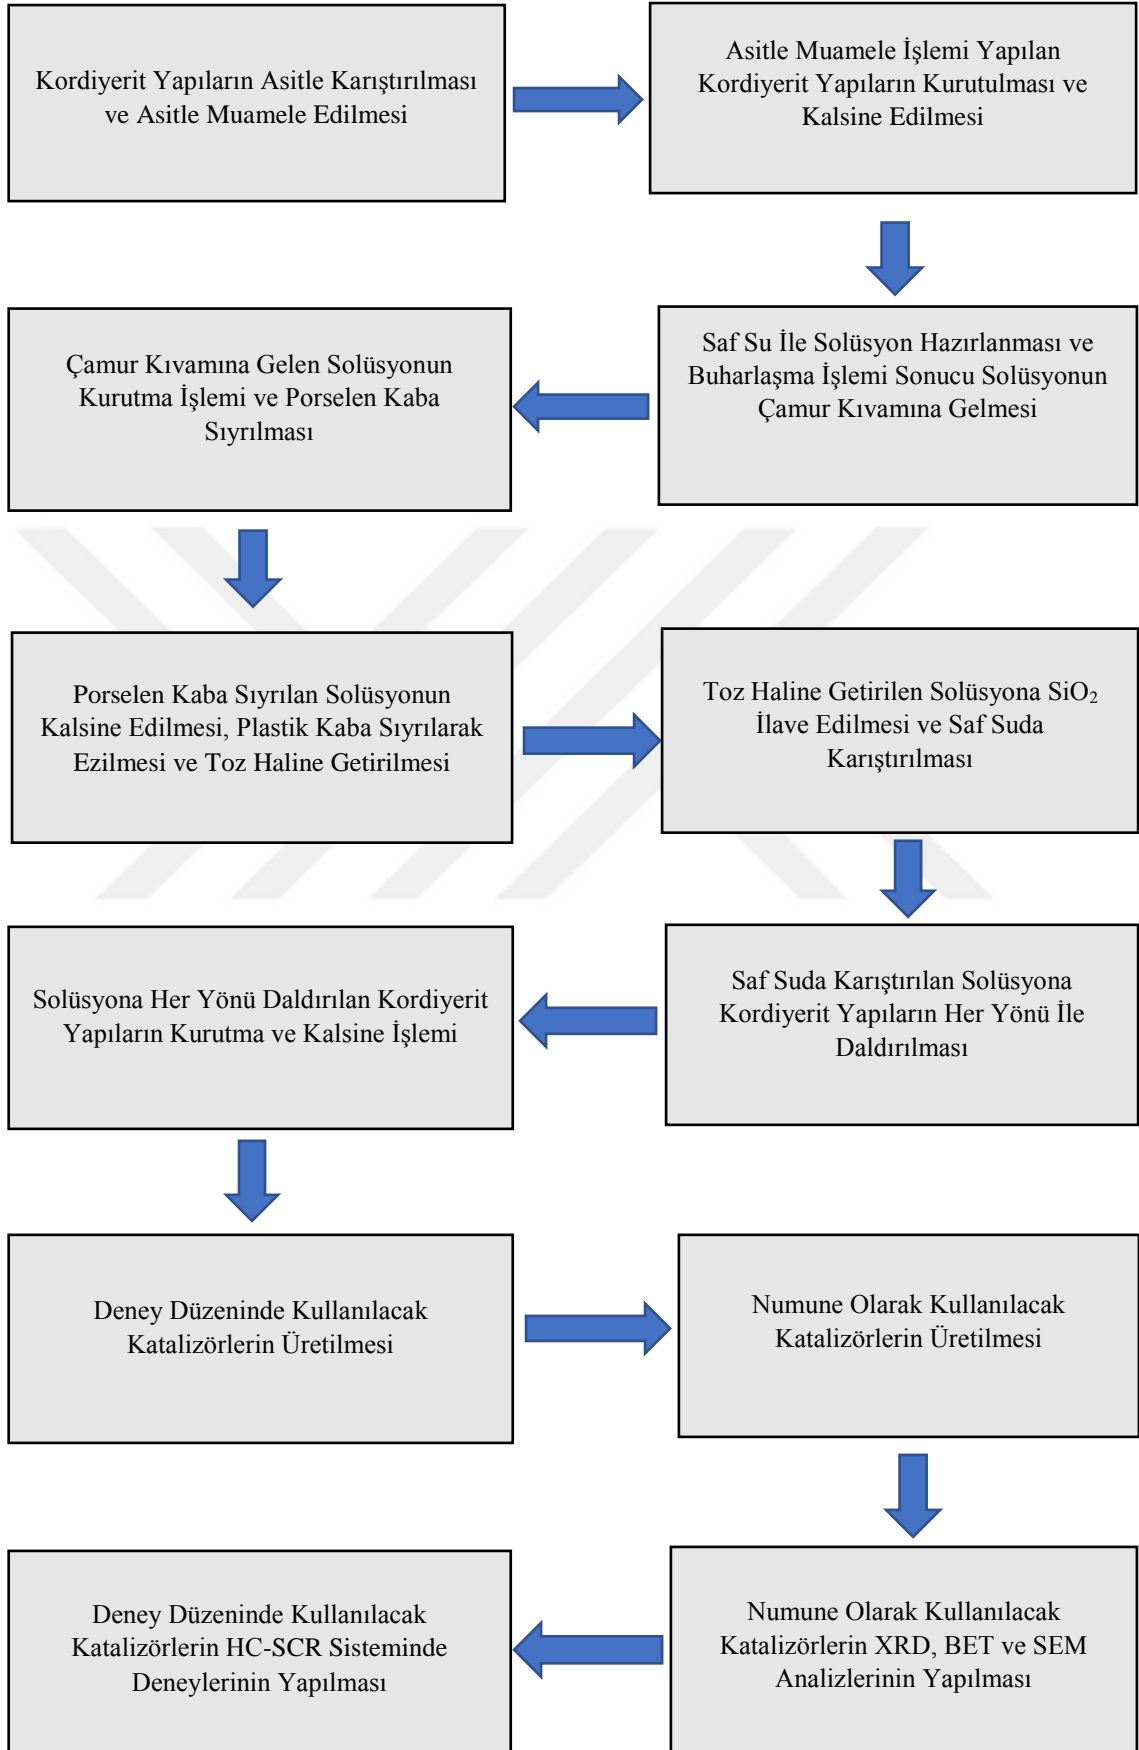 Kordiyerit Yapıların Asitle Karıştırılması
ve Asitle Muamele Edilmesi
Asitle Muamele İşlemi Yapılan
Kordiyerit Yapıların Kurutulması ve
Kalsine Edilmesi
Saf Su İle Solüsyon Hazırlanması ve
Buharlaşma İşlemi Sonucu Solüsyonun
Çamur Kıvamına Gelmesi
Çamur Kıvamına Gelen Solüsyonun
Kurutma İşlemi ve Porselen Kaba
Sıyrılması
Porselen Kaba Sıyrılan Solüsyonun
Kalsine Edilmesi, Plastik Kaba Sıyrılarak
Ezilmesi ve Toz Haline Getirilmesi
Toz Haline Getirilen Solüsyona SiO₂
İlave Edilmesi ve Saf Suda
Karıştırılması
Saf Suda Karıştırılan Solüsyona
Kordiyerit Yapıların Her Yönü İle
Daldırılması
Solüsyona Her Yönü Daldırılan Kordiyerit
Yapıların Kurutma ve Kalsine İşlemi
Deney Düzeninde Kullanılacak
Katalizörlerin Üretilmesi
Numune Olarak Kullanılacak
Katalizörlerin Üretilmesi
Numune Olarak Kullanılacak
Katalizörlerin XRD, BET ve SEM
Analizlerinin Yapılması
Deney Düzeninde Kullanılacak
Katalizörlerin HC-SCR Sisteminde
Deneylerinin Yapılması